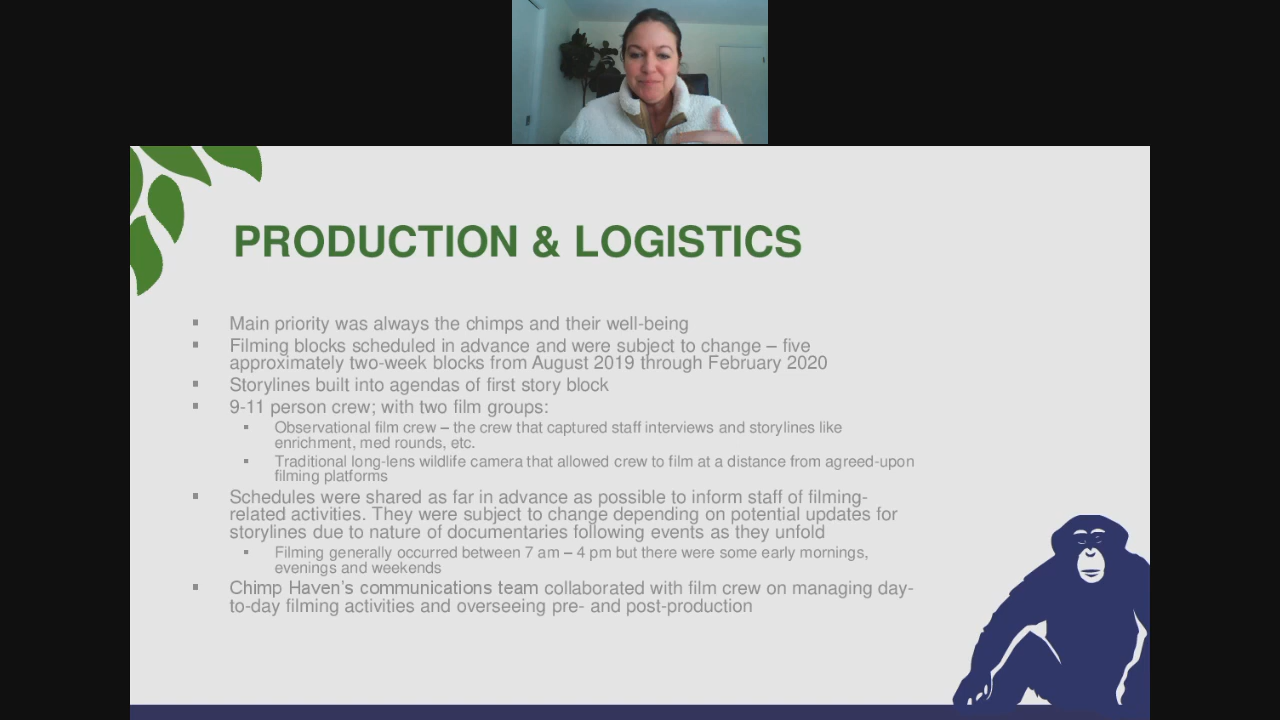 PRODUCTION & LOGISTICS
▪ Main priority was always the chimps and their well-being
▪ Filming blocks scheduled in advance and were subject to change – five
approximately two-week blocks from August 2019 through February 2020
▪ Storylines built into agendas of first story block
▪ 9-11 person crew; with two film groups:
▪ Observational film crew – the crew that captured staff interviews and storylines like
enrichment, med rounds, etc.
▪ Traditional long-lens wildlife camera that allowed crew to film at a distance from agreed-upon
filming platforms
▪ Schedules were shared as far in advance as possible to inform staff of filming-
related activities. They were subject to change depending on potential updates for
storylines due to nature of documentaries following events as they unfold
▪ Filming generally occurred between 7 am – 4 pm but there were some early mornings,
evenings and weekends
▪ Chimp Haven's communications team collaborated with film crew on managing day-
to-day filming activities and overseeing pre- and post-production